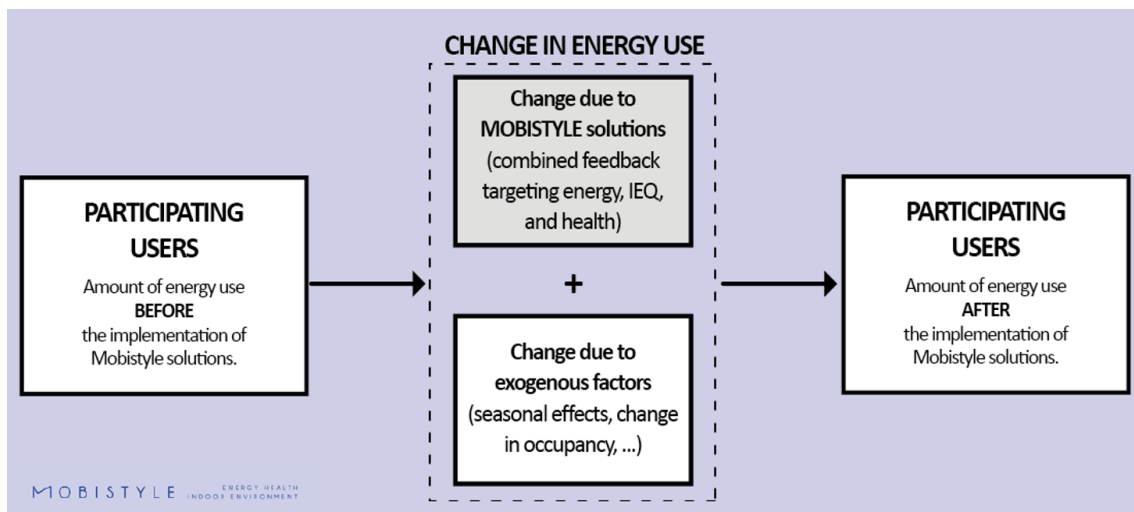 CHANGE IN ENERGY USE
PARTICIPATING
USERS
Amount of energy use
BEFORE
the implementation of
Mobistyle solutions.
Change due to
MOBISTYLE solutions
(combined feedback
targeting energy, IEQ,
and health)
+
Change due to
exogenous factors
(seasonal effects, change
in occupancy, ...)
PARTICIPATING
USERS
Amount of energy use
AFTER
the implementation of
Mobistyle solutions.
MOBISTYLE
ENERGY HEALTH
INDOOR ENVIRONMENT